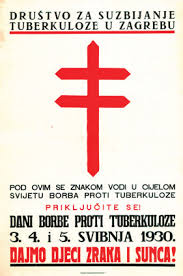 DRUŠTVO ZA SUZBIJANJE
TUBERKULOZE U ZAGREBU
POD OVIM SE ZNAKOM VODI U CIJELOM
SVIJETU BORBA PROTI TUBERKULOZE
PRIKLJUČITE SE!
DANI BORBE PROTI TUBERKULOZE
3. 4. I 5. SVIBNJA 1930.
DAJMO DJECI ZRAKA I SUNCA!